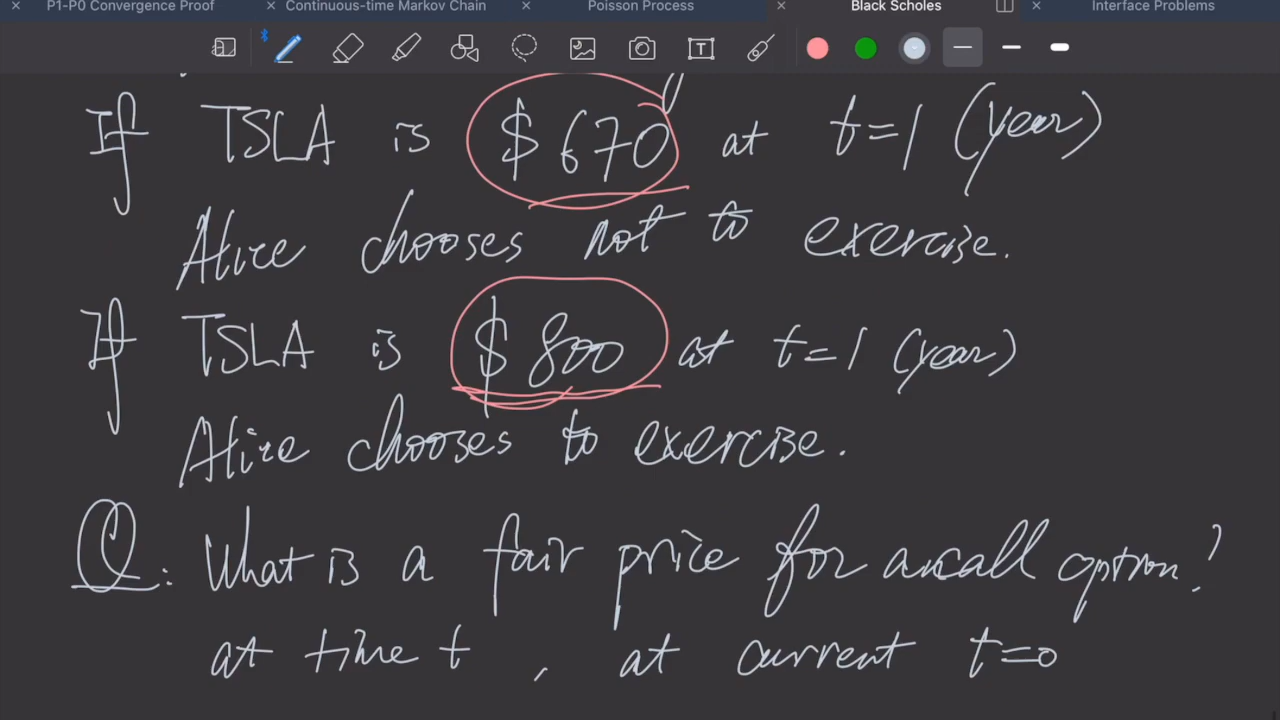 P1-P0 Convergence Proof Continuous-time Markov Chain Poisson Process Black Scholes Interface Problems
T
If TSLA is $670 at t=1 (year)
Alice chooses not to exercise.
If TSLA is $800 at t=1 (year)
Alice chooses to exercise.
Q: What is a fair price for a call option?
at time t, at current t=0